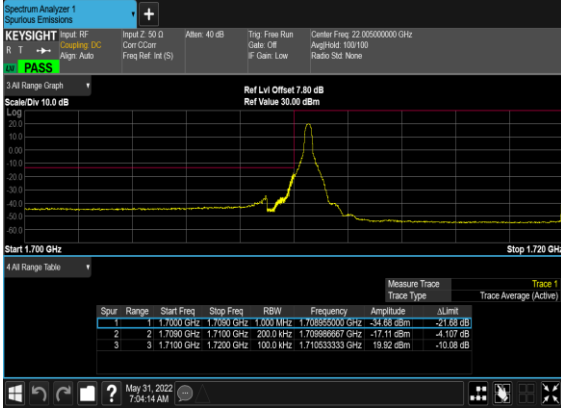 Spectrum Analyzer 1
Spurious Emissions
+
KEYSIGHT Input: RF Input Z: 50 Ω Atten: 40 dB Trig: Free Run Center Freq: 22.005000000 GHz
R T Coupling: DC Corr CCorr Gate: Off Avg|Hold: 100/100
Align: Auto Freq Ref: Int (S) IF Gain: Low Radio Std: None
LV PASS
3 All Range Graph
Ref Lvl Offset 7.80 dB
Scale/Div 10.0 dB Ref Value 30.00 dBm
Log
20.0
10.0
0.00
-10.0
-20.0
-30.0
-40.0
-50.0
-60.0
Start 1.700 GHz Stop 1.720 GHz
4 All Range Table
Measure Trace Trace 1
Trace Type Trace Average (Active)
Spur Range Start Freq Stop Freq RBW Frequency Amplitude ΔLimit
1 1 1.7000 GHz 1.7090 GHz 1.000 MHz 1.708955000 GHz -34.68 dBm -21.68 dB
2 2 1.7090 GHz 1.7100 GHz 200.0 kHz 1.709986667 GHz -17.11 dBm -4.107 dB
3 3 1.7100 GHz 1.7200 GHz 100.0 kHz 1.710533333 GHz 19.92 dBm -10.08 dB
? May 31, 2022
7:04:14 AM